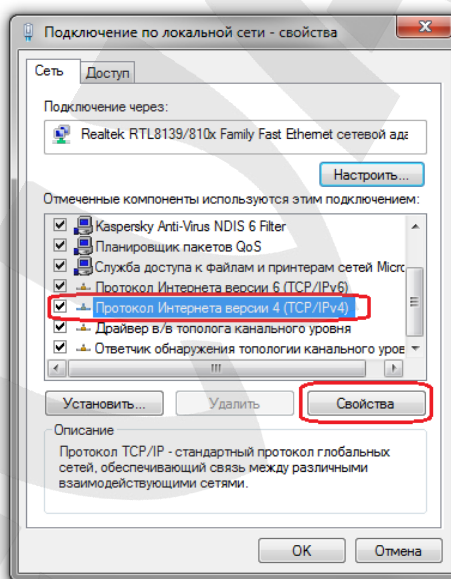 Подключение по локальной сети - свойства
Сеть Доступ
Подключение через:
Realtek RTL8139/810x Family Fast Ethernet сетевой ада
Настроить...
Отмеченные компоненты используются этим подключением:
Kaspersky Anti-Virus NDIS 6 Filter
Планировщик пакетов QoS
Служба доступа к файлам и принтерам сетей Micrc
Протокол Интернета версии 6 (TCP/IPv6)
Протокол Интернета версии 4 (TCP/IPv4)
Драйвер в/в тополога канального уровня
Ответчик обнаружения топологии канального уров
Установить... Удалить Свойства
Описание
Протокол TCP/IP - стандартный протокол глобальных
сетей, обеспечивающий связь между различными
взаимодействующими сетями.
OK Отмена